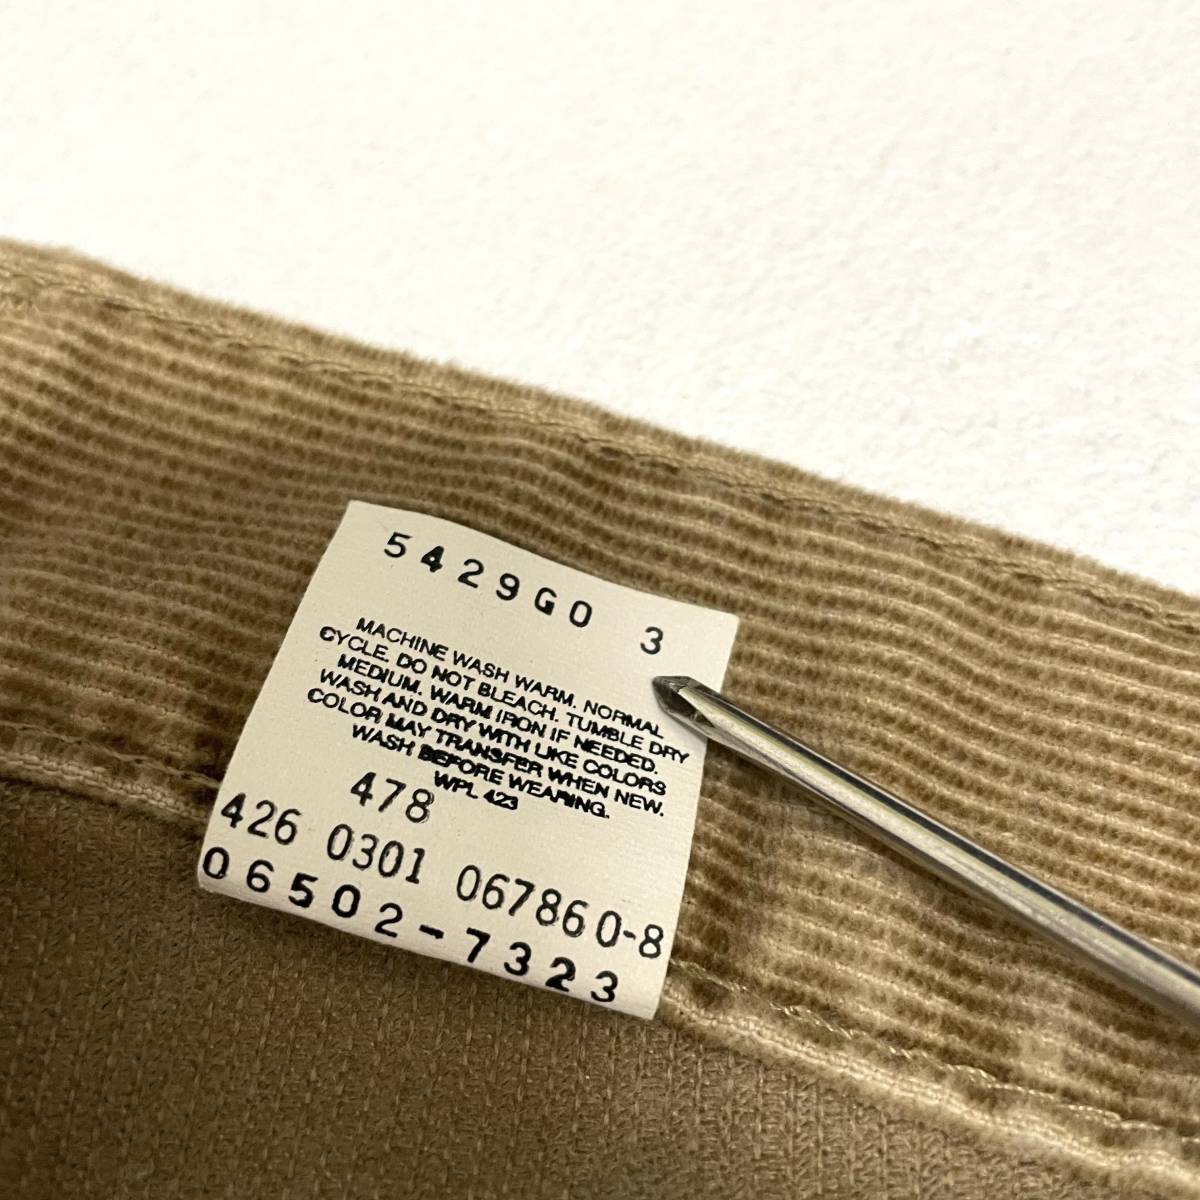 5429G0 3
MACHINE WASH WARM. NORMAL
CYCLE. DO NOT BLEACH. TUMBLE DRY
MEDIUM. WARM IRON IF NEEDED.
WASH AND DRY WITH LIKE COLORS
COLOR MAY TRANSFER WHEN NEW.
WASH BEFORE WEARING.
WPL 423
478
426 0301 067860-8
06502-7323